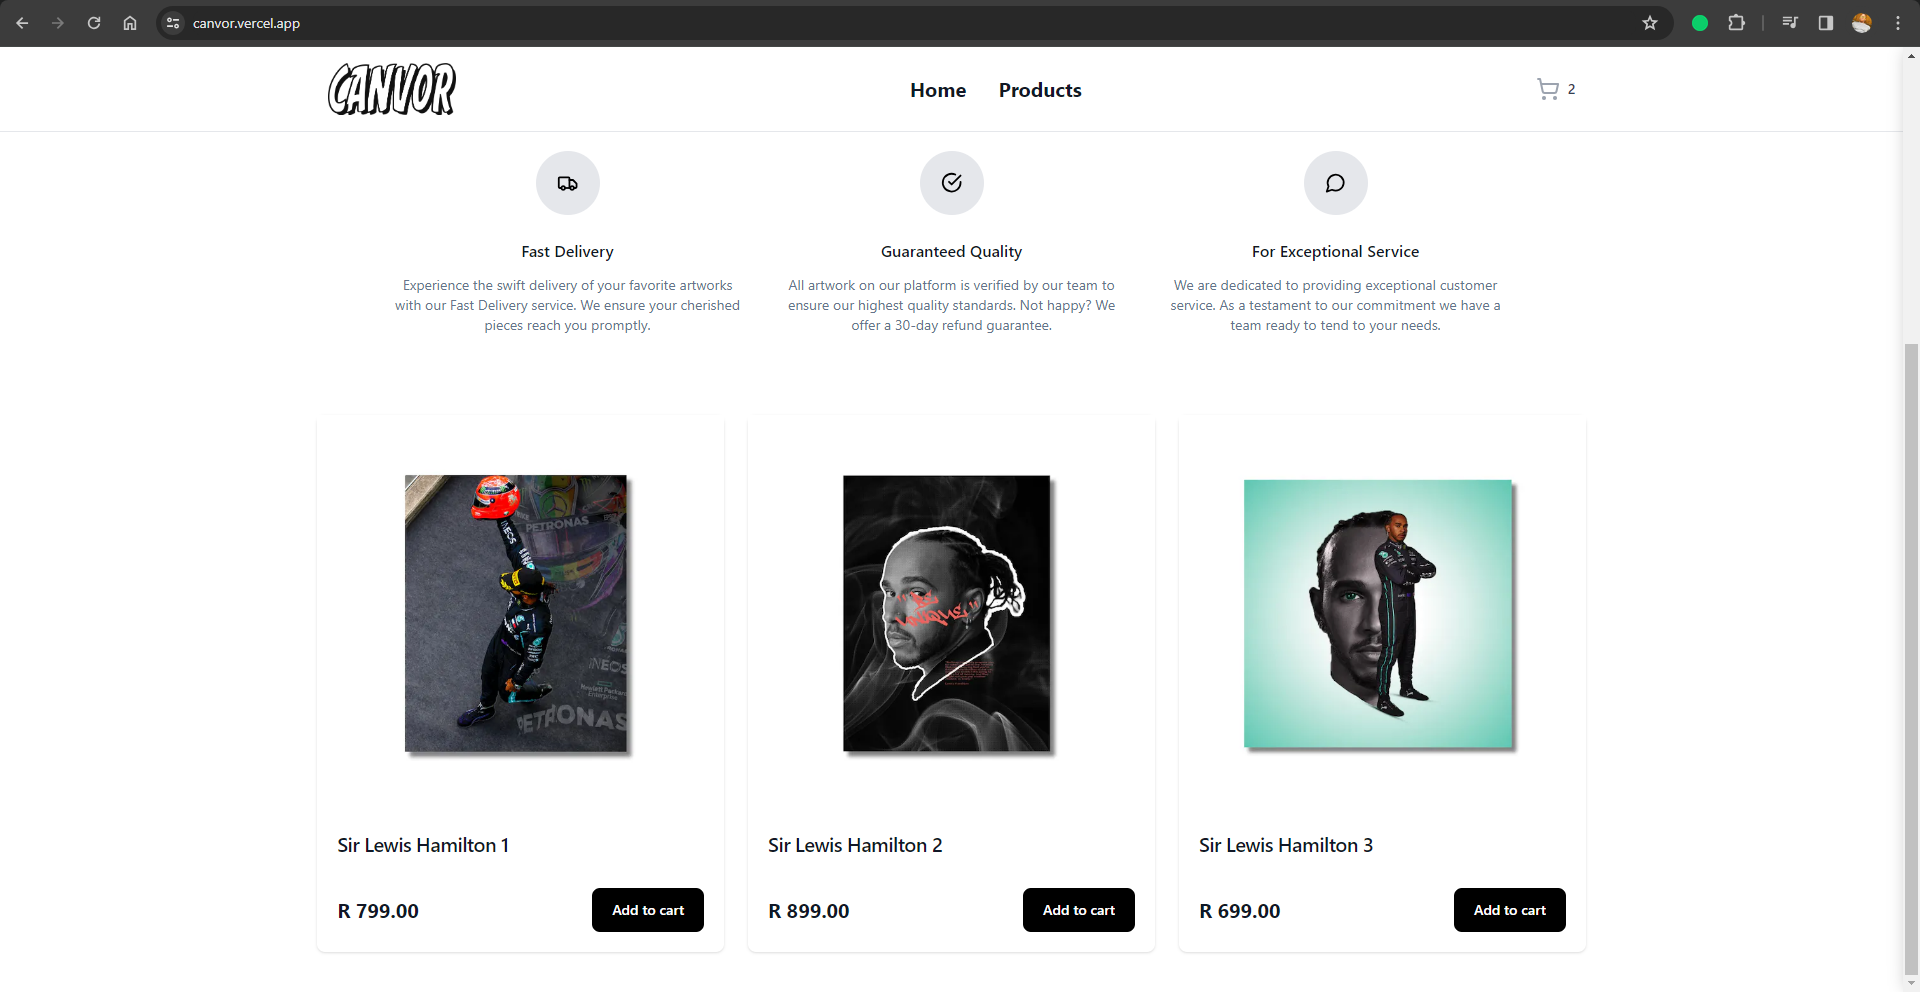 canvor.vercel.app
CANVOR
Home
Products
2
Fast Delivery
Experience the swift delivery of your favorite artworks
with our Fast Delivery service. We ensure your cherished
pieces reach you promptly.
Guaranteed Quality
All artwork on our platform is verified by our team to
ensure our highest quality standards. Not happy? We
offer a 30-day refund guarantee.
For Exceptional Service
We are dedicated to providing exceptional customer
service. As a testament to our commitment we have a
team ready to tend to your needs.
PETRONAS
INEOS
INEOS
Hewlett Packard
Enterprise
PETRONAS
Sir Lewis Hamilton 1
R 799.00
Add to cart
Sir Lewis Hamilton 2
R 899.00
Add to cart
Sir Lewis Hamilton 3
R 699.00
Add to cart